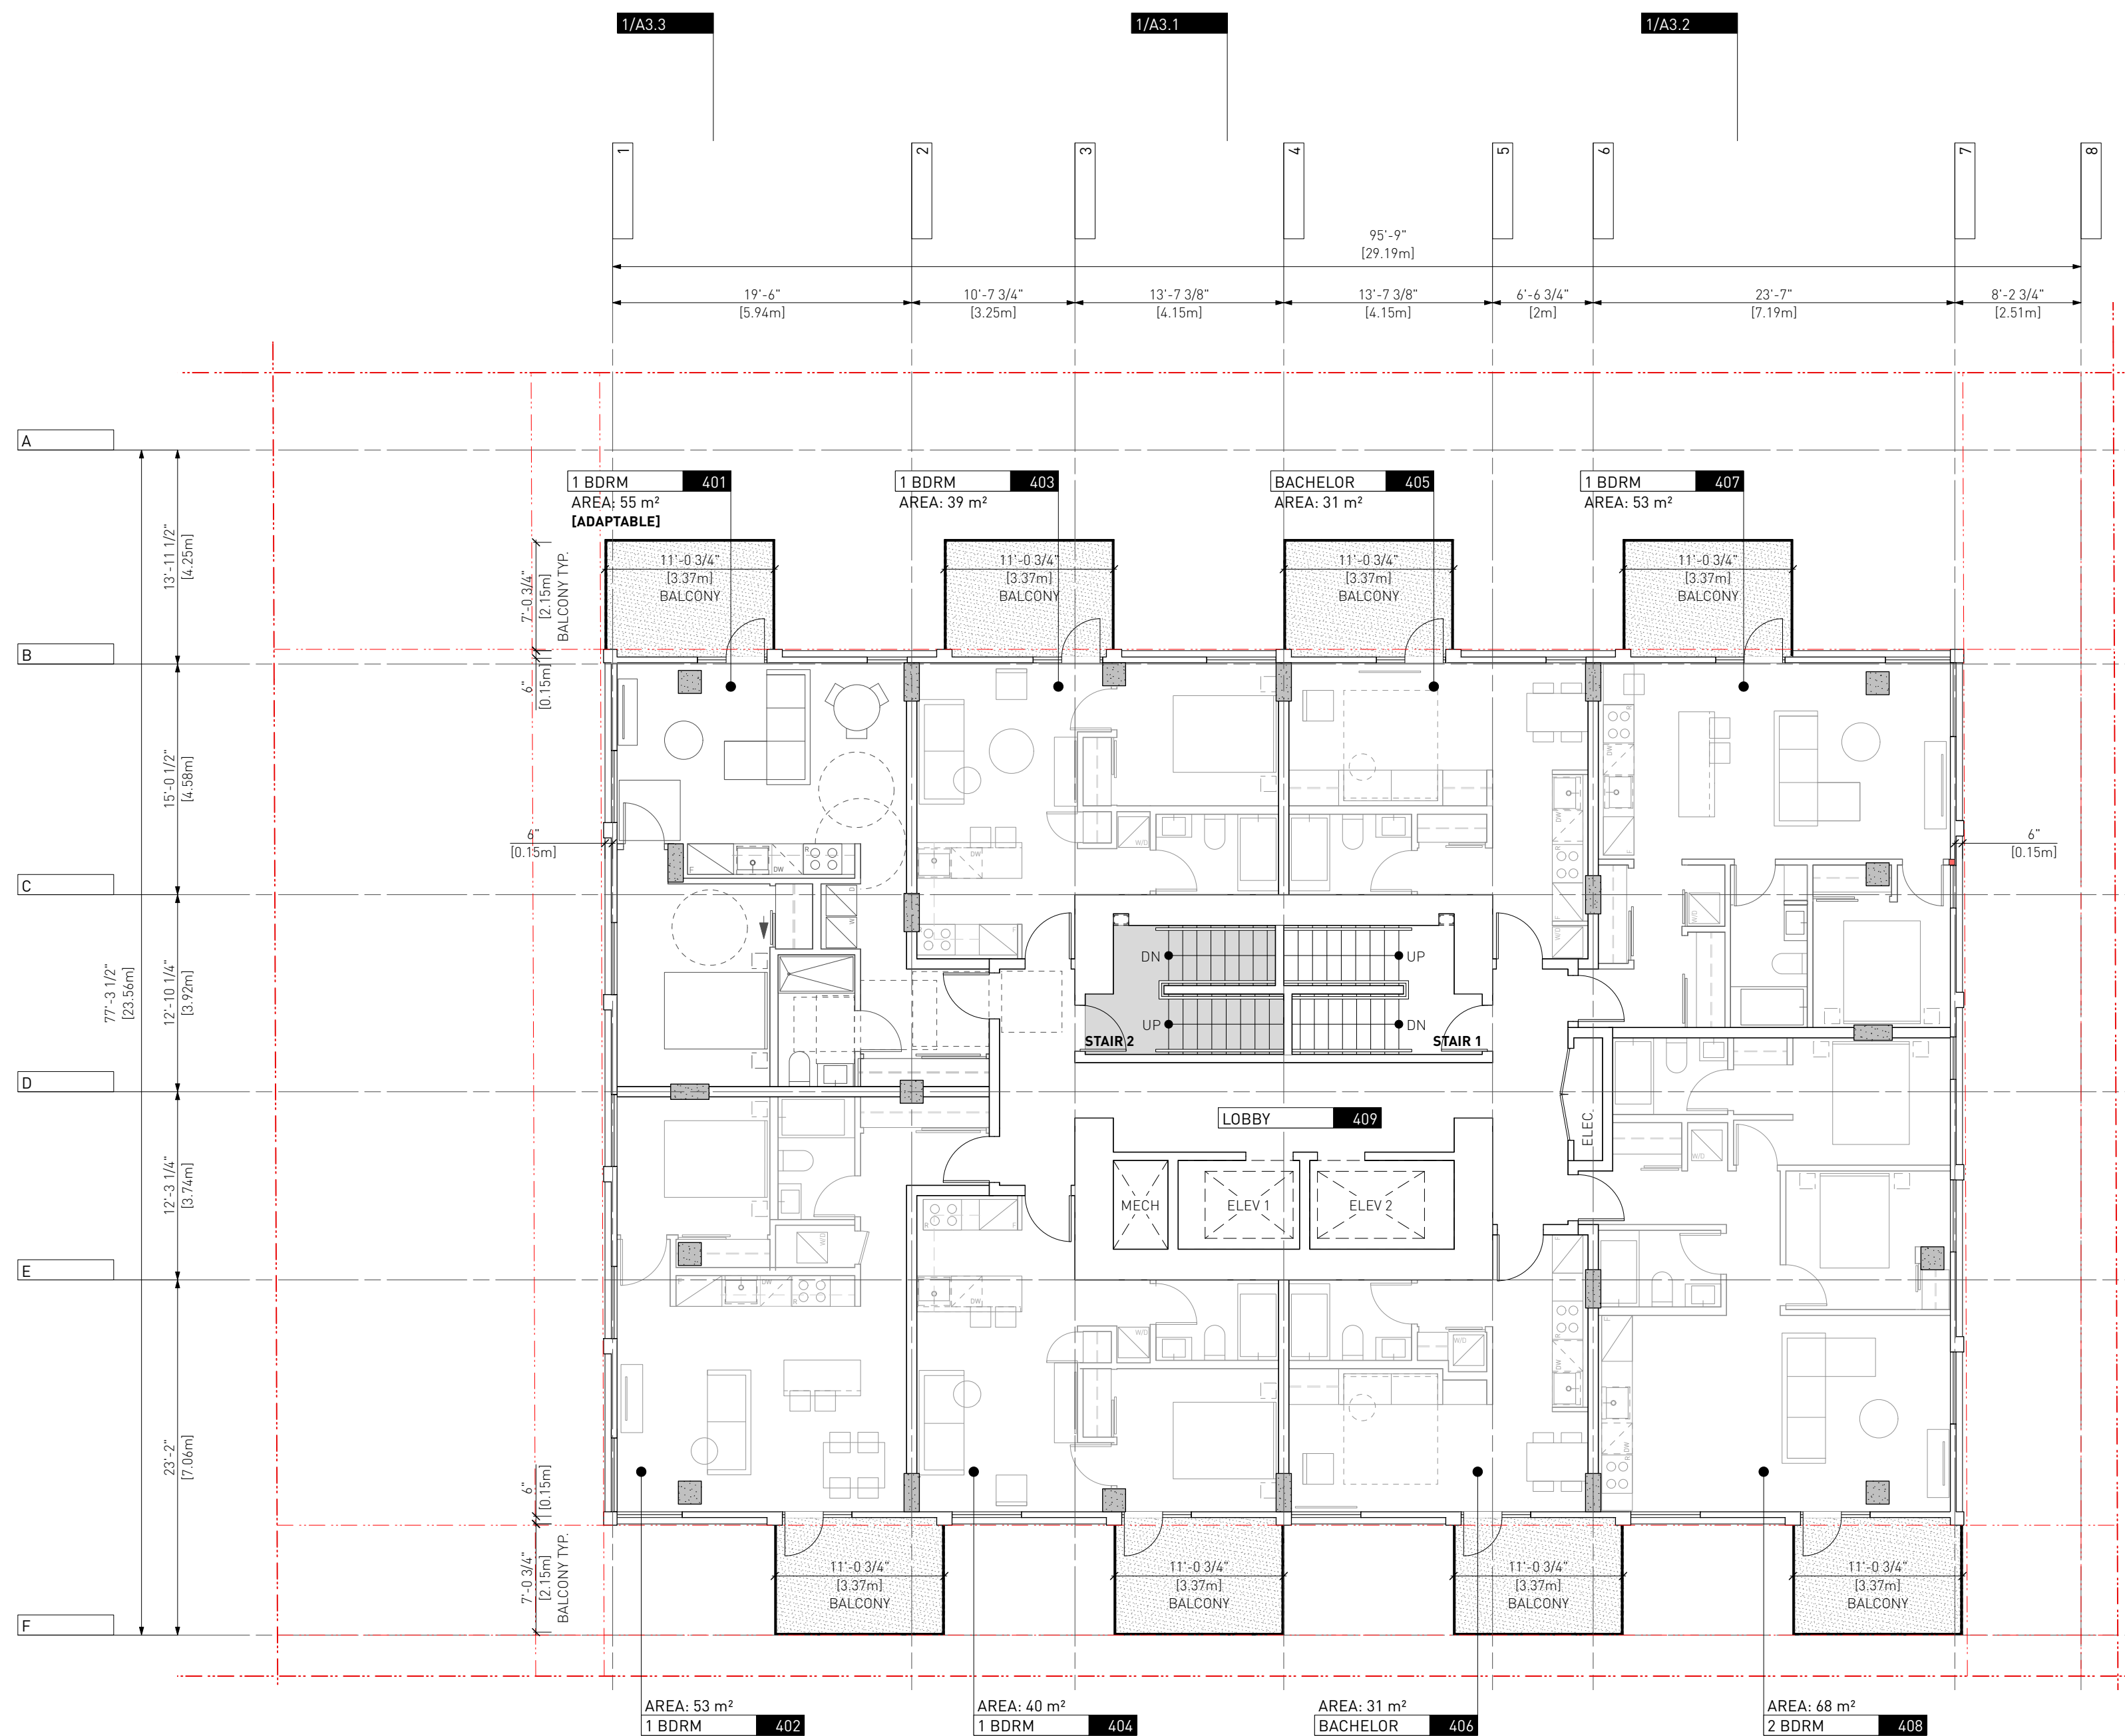 1/A3.3
1/A3.1
1/A3.2
1
2
3
4
5
6
7
8
95'-9"
[29.19m]
19'-6"
[5.94m]
10'-7 3/4"
[3.25m]
13'-7 3/8"
[4.15m]
13'-7 3/8"
[4.15m]
6'-6 3/4"
[2m]
23'-7"
[7.19m]
8'-2 3/4"
[2.51m]
A
B
C
D
E
F
77'-3 1/2"
[23.56m]
13'-11 1/2"
[4.25m]
15'-0 1/2"
[4.58m]
12'-10 1/4"
[3.92m]
12'-3 1/4"
[3.74m]
23'-2"
[7.06m]
1 BDRM 401
AREA: 55 m²
[ADAPTABLE]
1 BDRM 403
AREA: 39 m²
BACHELOR 405
AREA: 31 m²
1 BDRM 407
AREA: 53 m²
7'-0 3/4"
[2.15m]
BALCONY TYP.
6"
[0.15m]
11'-0 3/4"
[3.37m]
BALCONY
11'-0 3/4"
[3.37m]
BALCONY
11'-0 3/4"
[3.37m]
BALCONY
11'-0 3/4"
[3.37m]
BALCONY
6"
[0.15m]
6"
[0.15m]
F
DW
R
D
W
DW
R
F
W/D
DW
R
F
W/D
R
DW
F
W/D
DN
UP
UP
DN
STAIR 2
STAIR 1
LOBBY 409
ELEC.
MECH
ELEV 1
ELEV 2
W/D
F
DW
R
R
F
DW
W/D
W/D
F
R
DW
W/D
F
DW
R
6"
[0.15m]
7'-0 3/4"
[2.15m]
BALCONY TYP.
11'-0 3/4"
[3.37m]
BALCONY
11'-0 3/4"
[3.37m]
BALCONY
11'-0 3/4"
[3.37m]
BALCONY
11'-0 3/4"
[3.37m]
BALCONY
AREA: 53 m²
1 BDRM 402
AREA: 40 m²
1 BDRM 404
AREA: 31 m²
BACHELOR 406
AREA: 68 m²
2 BDRM 408